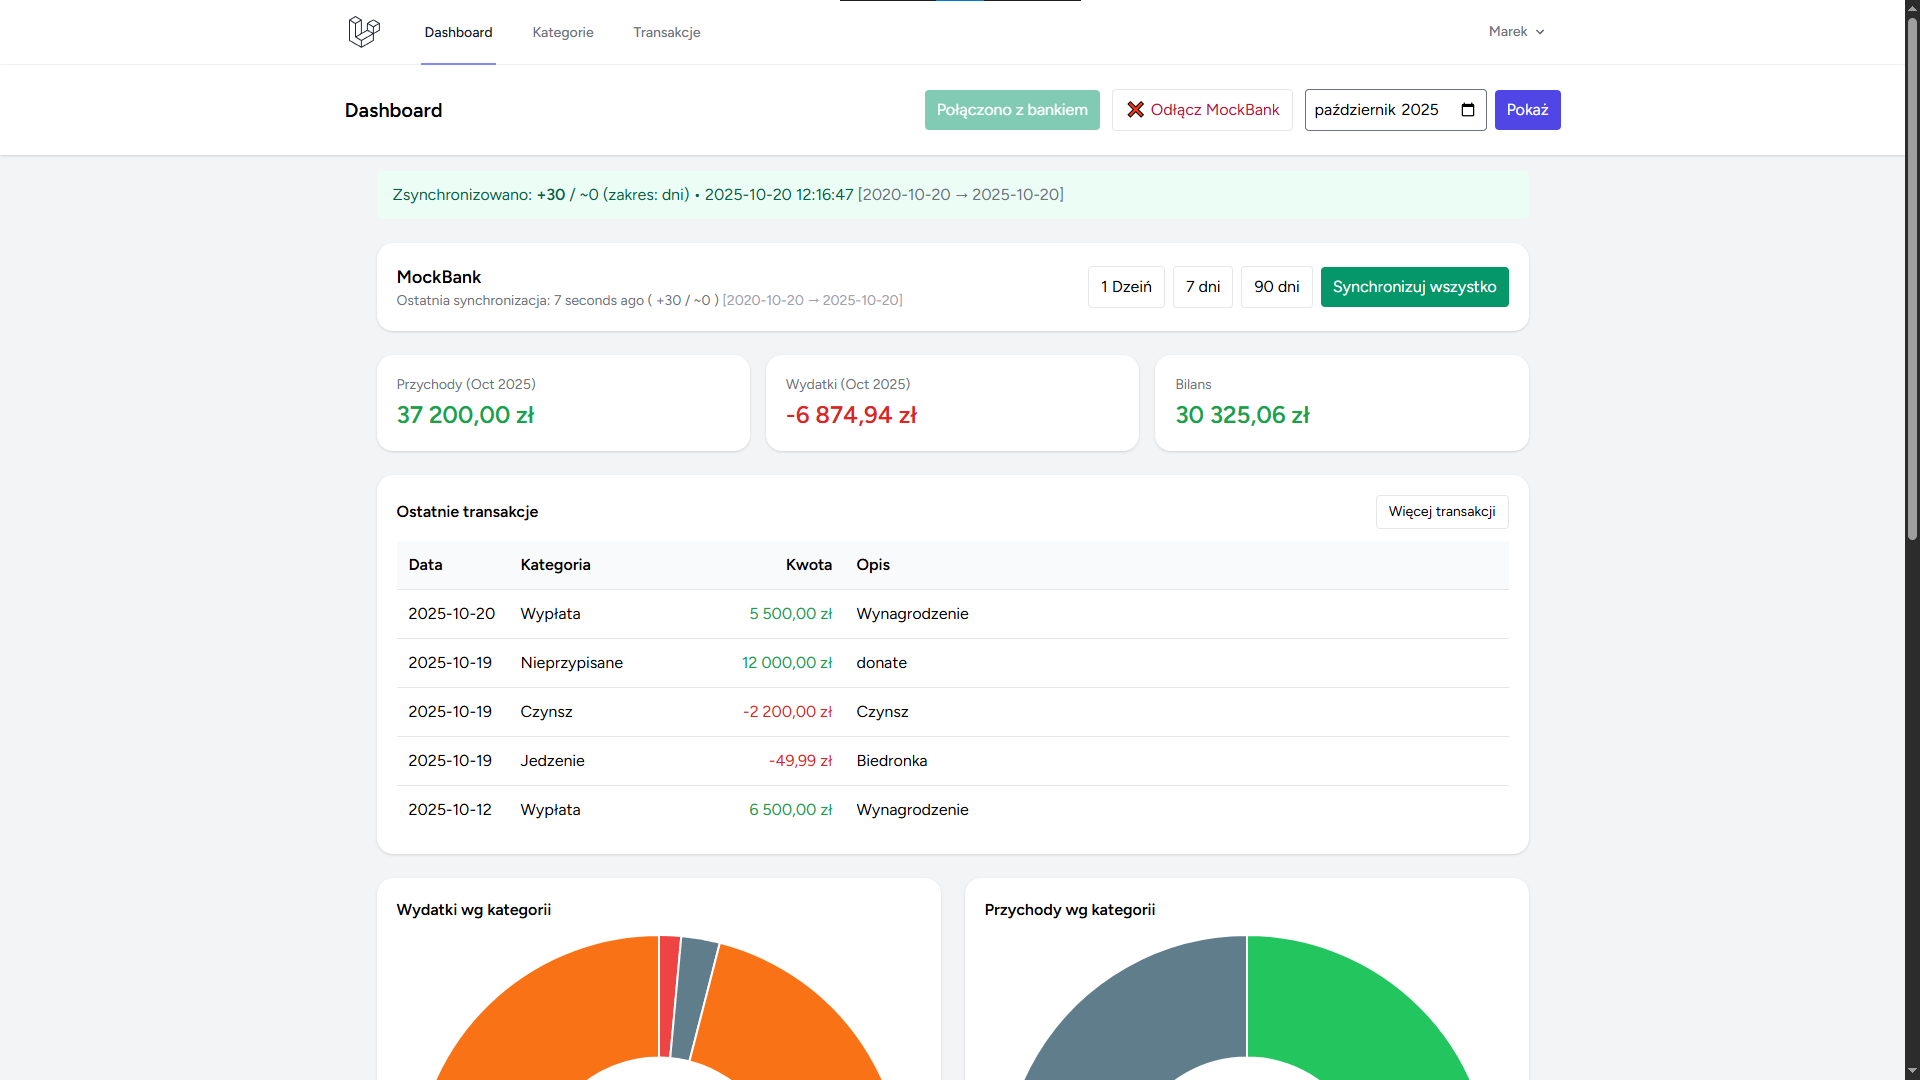 Dashboard Kategorie Transakcje Marek
Dashboard Połączono z bankiem ❌ Odłącz MockBank październik 2025 Pokaż
Zsynchronizowano: +30 / ~0 (zakres: dni) • 2025-10-20 12:16:47 [2020-10-20 → 2025-10-20]
MockBank
Ostatnia synchronizacja: 7 seconds ago ( +30 / ~0 ) [2020-10-20 → 2025-10-20]
1 Dzeiń 7 dni 90 dni Synchronizuj wszystko
Przychody (Oct 2025)
37 200,00 zł
Wydatki (Oct 2025)
-6 874,94 zł
Bilans
30 325,06 zł
Ostatnie transakcje Więcej transakcji
Data Kategoria Kwota Opis
2025-10-20 Wypłata 5 500,00 zł Wynagrodzenie
2025-10-19 Nieprzypisane 12 000,00 zł donate
2025-10-19 Czynsz -2 200,00 zł Czynsz
2025-10-19 Jedzenie -49,99 zł Biedronka
2025-10-12 Wypłata 6 500,00 zł Wynagrodzenie
Wydatki wg kategorii
Przychody wg kategorii